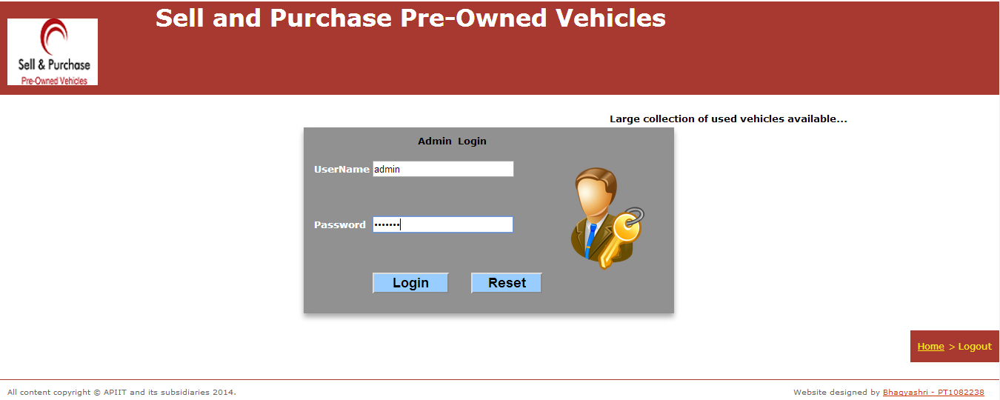 Sell and Purchase Pre-Owned Vehicles
Sell & Purchase
Pre-Owned Vehicles
Large collection of used vehicles available...
Admin Login
UserName admin
Password •••••••
Login Reset
Home > Logout
All content copyright © APIIT and its subsidiaries 2014. Website designed by Bhagyashri - PT1082238